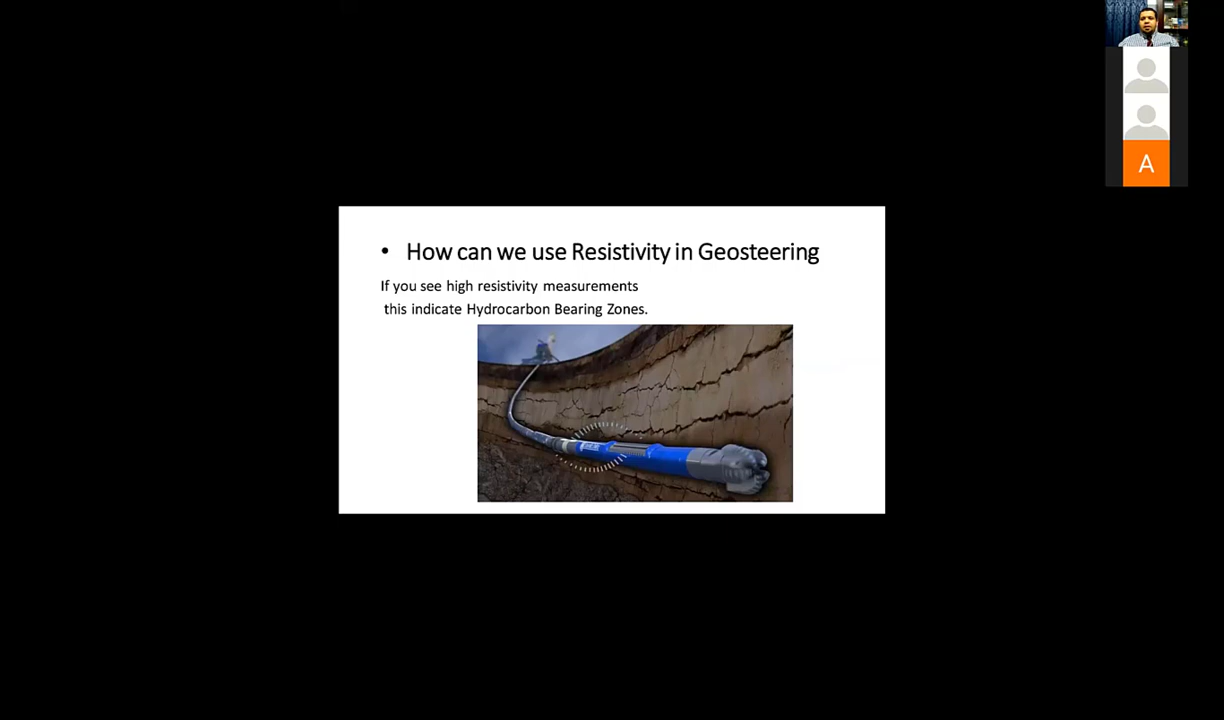 A
• How can we use Resistivity in Geosteering
If you see high resistivity measurements
this indicate Hydrocarbon Bearing Zones.